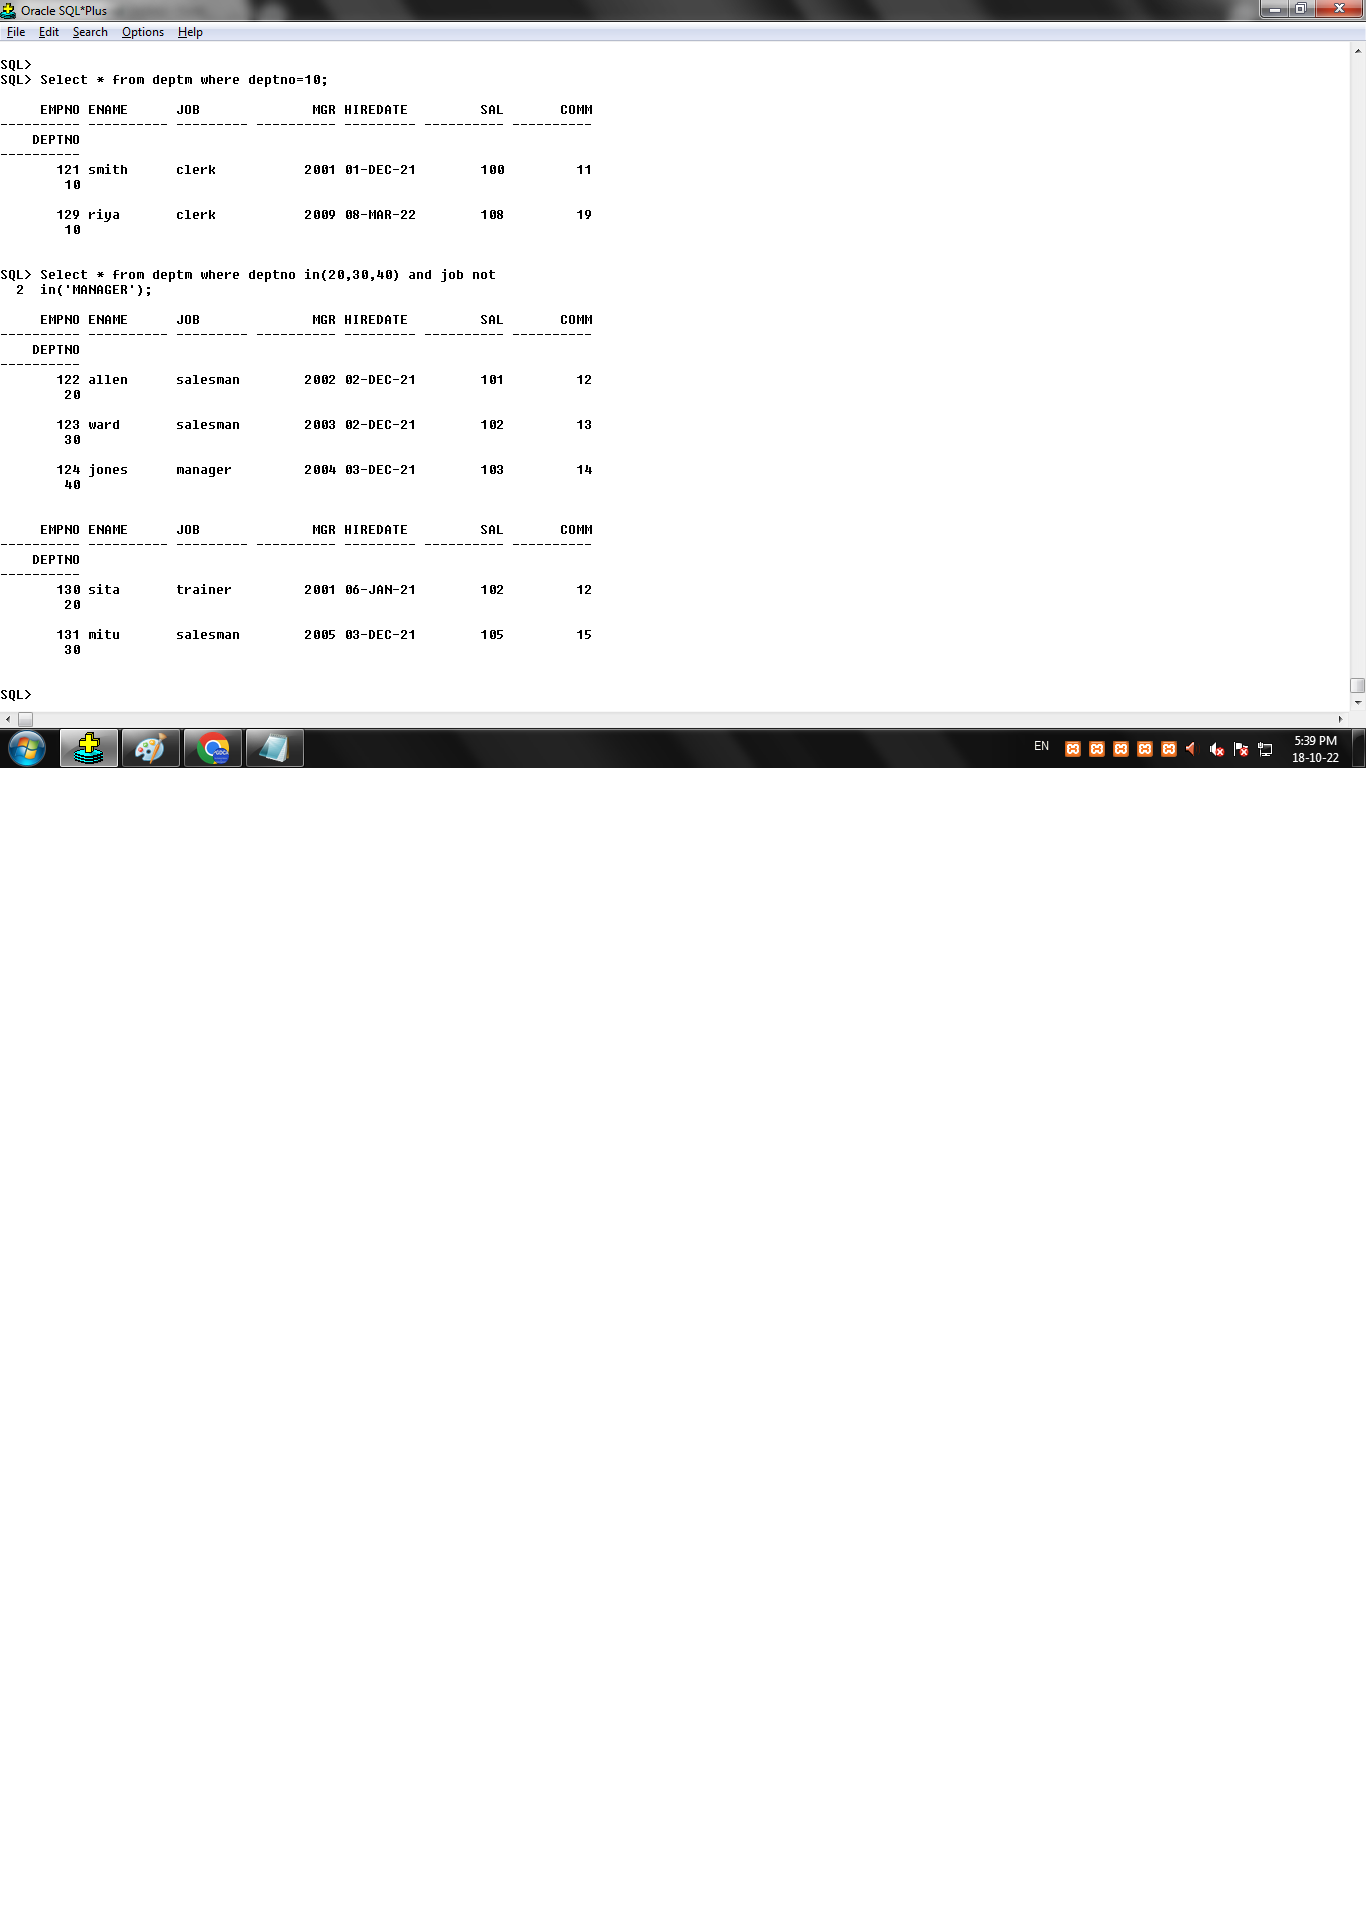 Oracle SQL*Plus
File Edit Search Options Help
SQL>
SQL> Select * from deptm where deptno=10;
     EMPNO ENAME      JOB              MGR HIREDATE         SAL       COMM
---------- ---------- --------- ---------- --------- ---------- ----------
    DEPTNO
----------
       121 smith      clerk           2001 01-DEC-21        100         11
        10
       129 riya       clerk           2009 08-MAR-22        108         19
        10
SQL> Select * from deptm where deptno in(20,30,40) and job not
  2  in('MANAGER');
     EMPNO ENAME      JOB              MGR HIREDATE         SAL       COMM
---------- ---------- --------- ---------- --------- ---------- ----------
    DEPTNO
----------
       122 allen      salesman        2002 02-DEC-21        101         12
        20
       123 ward       salesman        2003 02-DEC-21        102         13
        30
       124 jones      manager         2004 03-DEC-21        103         14
        40
     EMPNO ENAME      JOB              MGR HIREDATE         SAL       COMM
---------- ---------- --------- ---------- --------- ---------- ----------
    DEPTNO
----------
       130 sita       trainer         2001 06-JAN-21        102         12
        20
       131 mitu       salesman        2005 03-DEC-21        105         15
        30
SQL>
EN
5:39 PM
18-10-22